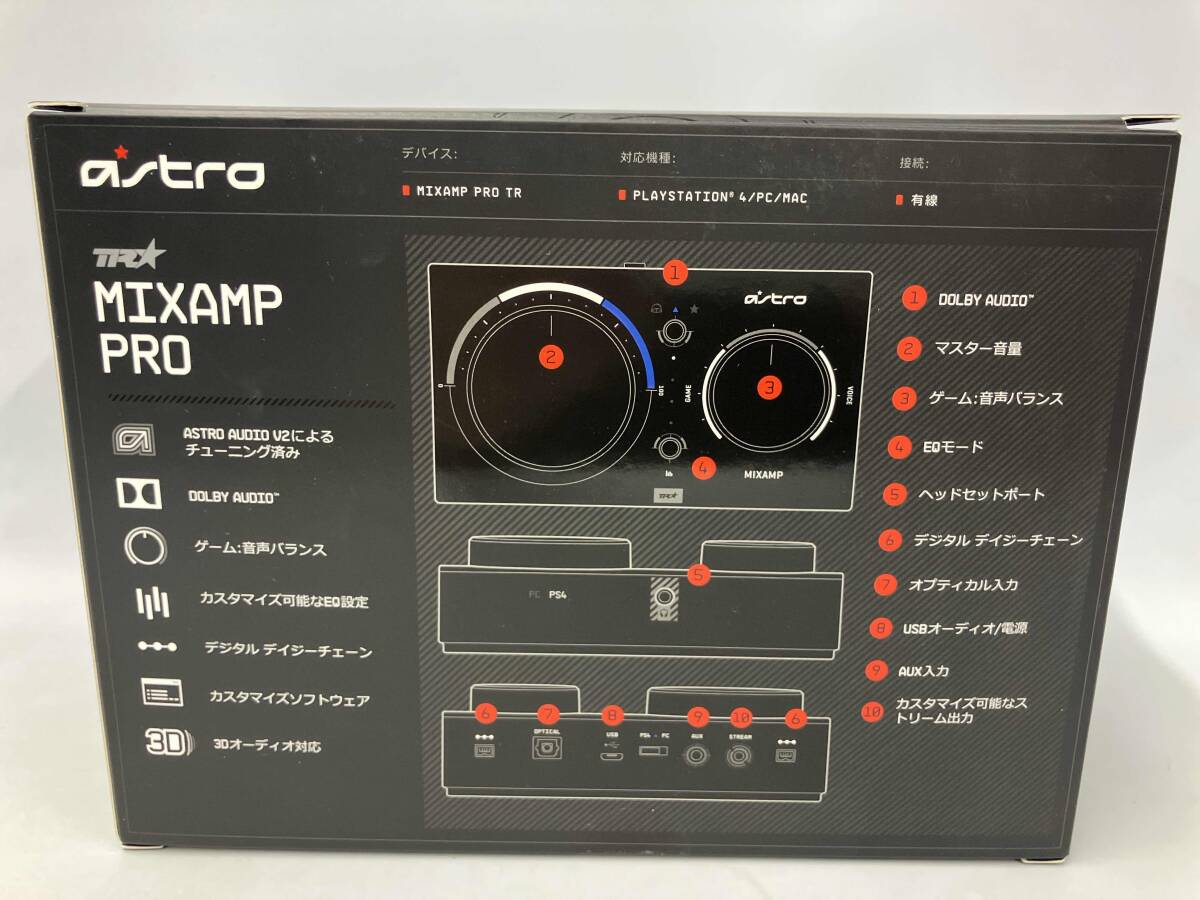 astro
デバイス:
対応機種:
接続:
MIXAMP PRO TR
PLAYSTATION® 4/PC/MAC
有線
TR
MIXAMP
PRO
ASTRO AUDIO V2による
チューニング済み
DOLBY AUDIO™
ゲーム:音声バランス
カスタマイズ可能なEQ設定
デジタル デイジーチェーン
カスタマイズソフトウェア
3D
3Dオーディオ対応
1
astro
2
3
0
100
GAME
VOICE
4
MIXAMP
TR
5
PC PS4
6
7
8
9
10
6
OPTICAL
USB
PS4 PC
AUX
STREAM
1 DOLBY AUDIO™
2 マスター音量
3 ゲーム:音声バランス
4 EQモード
5 ヘッドセットポート
6 デジタル デイジーチェーン
7 オプティカル入力
8 USBオーディオ/電源
9 AUX入力
10 カスタマイズ可能なス
トリーム出力